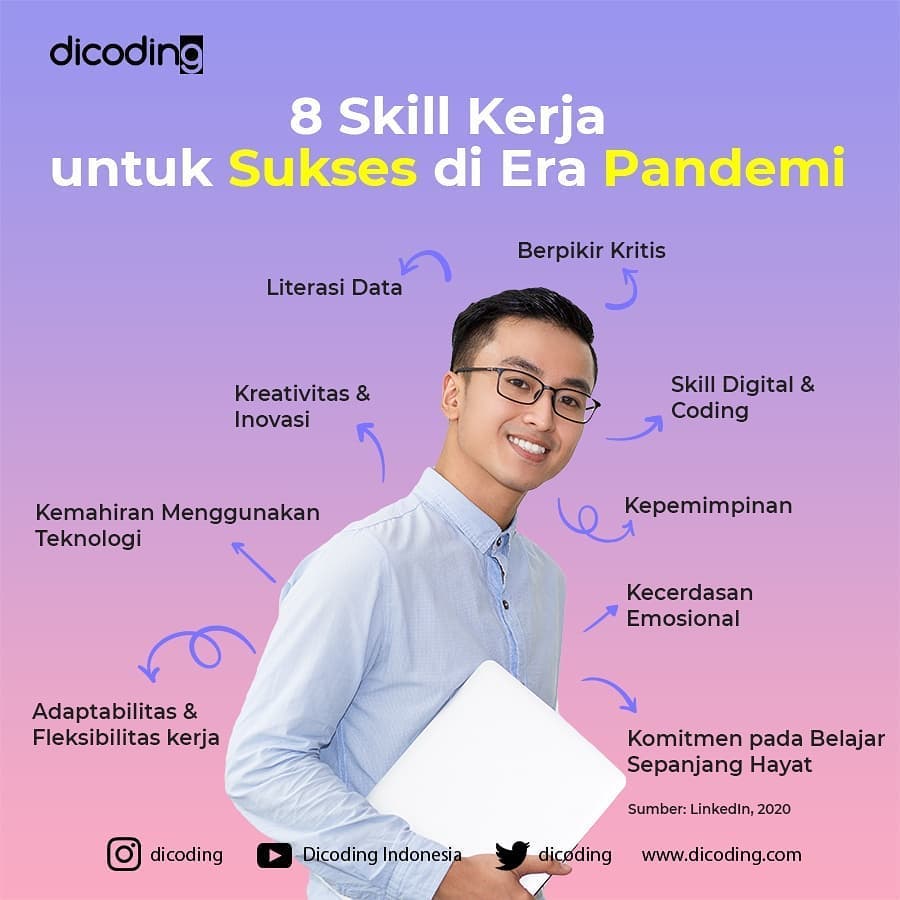 dicoding
8 Skill Kerja
untuk Sukses di Era Pandemi
Berpikir Kritis
Literasi Data
Skill Digital &
Coding
Kreativitas &
Inovasi
Kepemimpinan
Kemahiran Menggunakan
Teknologi
Kecerdasan
Emosional
Adaptabilitas &
Fleksibilitas kerja
Komitmen pada Belajar
Sepanjang Hayat
Sumber: LinkedIn, 2020
dicoding Dicoding Indonesia dicoding www.dicoding.com